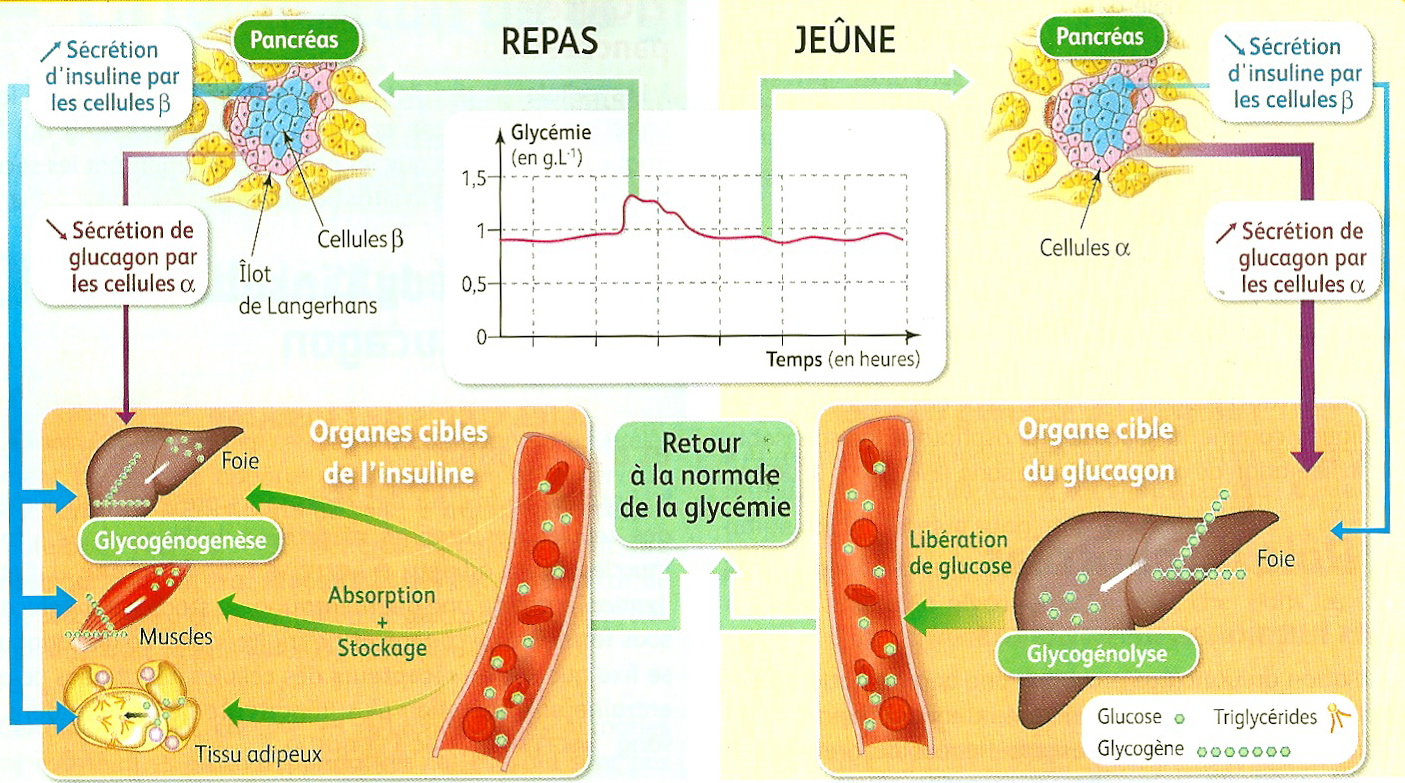 REPAS
JEÛNE
Pancréas
↗ Sécrétion
d'insuline par
les cellules β
↘ Sécrétion de
glucagon par
les cellules α
Cellules β
Îlot
de Langerhans
Glycémie
(en g.L⁻¹)
1,5
1
0,5
0
Temps (en heures)
Pancréas
↘ Sécrétion
d'insuline par
les cellules β
Cellules α
↗ Sécrétion de
glucagon par
les cellules α
Organes cibles
de l'insuline
Foie
Glycogénogenèse
Absorption
+
Stockage
Muscles
Tissu adipeux
Retour
à la normale
de la glycémie
Organe cible
du glucagon
Libération
de glucose
Foie
Glycogénolyse
Glucose
Triglycérides
Glycogène